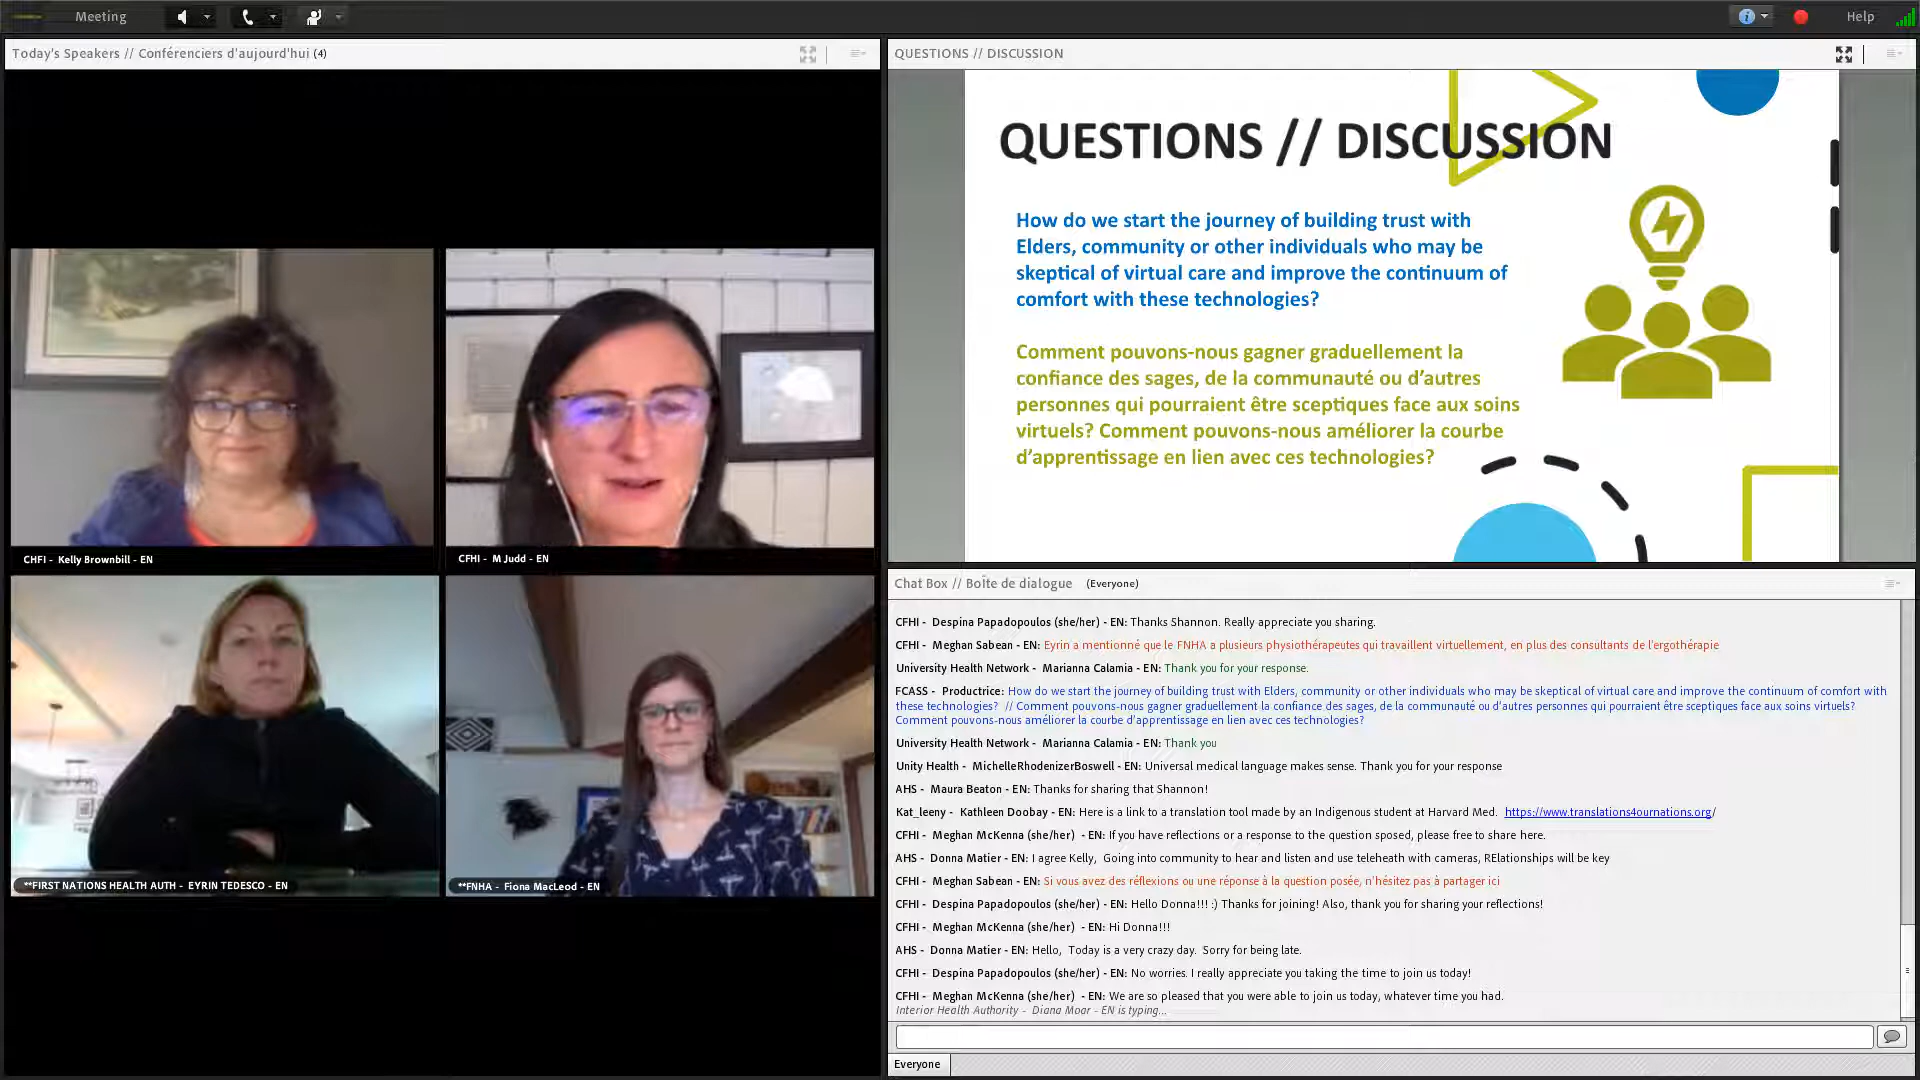 Meeting
Help
Today's Speakers // Conférenciers d'aujourd'hui (4)
CHFI - Kelly Brownbill - EN
CFHI - M Judd - EN
**FIRST NATIONS HEALTH AUTH - EYRIN TEDESCO - EN
**FNHA - Fiona MacLeod - EN
QUESTIONS // DISCUSSION
QUESTIONS // DISCUSSION
How do we start the journey of building trust with
Elders, community or other individuals who may be
skeptical of virtual care and improve the continuum of
comfort with these technologies?
Comment pouvons-nous gagner graduellement la
confiance des sages, de la communauté ou d'autres
personnes qui pourraient être sceptiques face aux soins
virtuels? Comment pouvons-nous améliorer la courbe
d'apprentissage en lien avec ces technologies?
Chat Box // Boîte de dialogue (Everyone)
CFHI - Despina Papadopoulos (she/her) - EN: Thanks Shannon. Really appreciate you sharing.
CFHI - Meghan Sabean - EN: Eyrin a mentionné que le FNHA a plusieurs physiothérapeutes qui travaillent virtuellement, en plus des consultants de l'ergothérapie
University Health Network - Marianna Calamia - EN: Thank you for your response.
FCASS - Productrice: How do we start the journey of building trust with Elders, community or other individuals who may be skeptical of virtual care and improve the continuum of comfort with
these technologies? // Comment pouvons-nous gagner graduellement la confiance des sages, de la communauté ou d'autres personnes qui pourraient être sceptiques face aux soins virtuels?
Comment pouvons-nous améliorer la courbe d'apprentissage en lien avec ces technologies?
University Health Network - Marianna Calamia - EN: Thank you
Unity Health - MichelleRhodenizerBoswell - EN: Universal medical language makes sense. Thank you for your response
AHS - Maura Beaton - EN: Thanks for sharing that Shannon!
Kat_leeny - Kathleen Doobay - EN: Here is a link to a translation tool made by an Indigenous student at Harvard Med. https://www.translations4ournations.org/
CFHI - Meghan McKenna (she/her) - EN: If you have reflections or a response to the question sposed, please free to share here.
AHS - Donna Matier - EN: I agree Kelly, Going into community to hear and listen and use teleheath with cameras, RElationships will be key
CFHI - Meghan Sabean - EN: Si vous avez des réflexions ou une réponse à la question posée, n'hésitez pas à partager ici
CFHI - Despina Papadopoulos (she/her) - EN: Hello Donna!!! :) Thanks for joining! Also, thank you for sharing your reflections!
CFHI - Meghan McKenna (she/her) - EN: Hi Donna!!!
AHS - Donna Matier - EN: Hello, Today is a very crazy day. Sorry for being late.
CFHI - Despina Papadopoulos (she/her) - EN: No worries. I really appreciate you taking the time to join us today!
CFHI - Meghan McKenna (she/her) - EN: We are so pleased that you were able to join us today, whatever time you had.
Interior Health Authority - Diana Moar - EN is typing...
Everyone